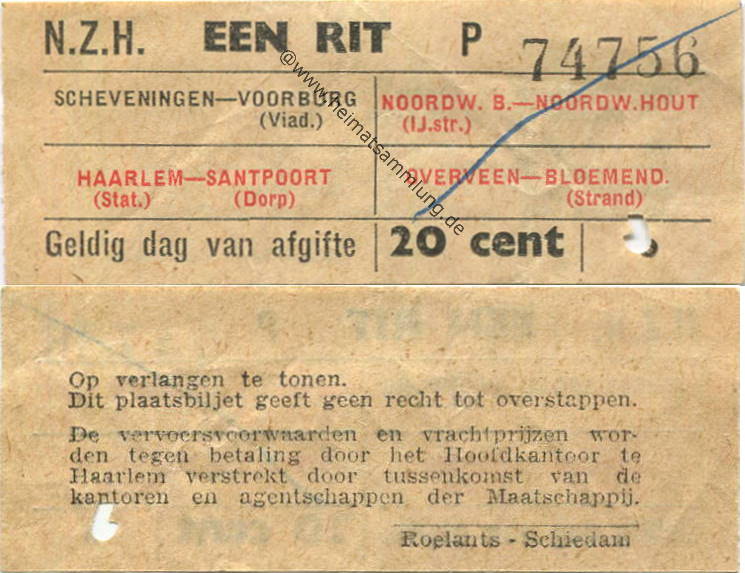 N.Z.H. EEN RIT P 74756
SCHEVENINGEN—VOORBURG
(Viad.)
NOORDW. B.—NOORDW.HOUT
(IJ.str.)
HAARLEM—SANTPOORT
(Stat.) (Dorp)
OVERVEEN—BLOEMEND.
(Strand)
Geldig dag van afgifte 20 cent
@www.heimatsammlung.de
Op verlangen te tonen.
Dit plaatsbiljet geeft geen recht tot overstappen.
De vervoersvoorwaarden en vrachtprijzen wor-
den tegen betaling door het Hoofdkantoor te
Haarlem verstrekt door tussenkomst van de
kantoren en agentschappen der Maatschappij.
Roelants - Schiedam